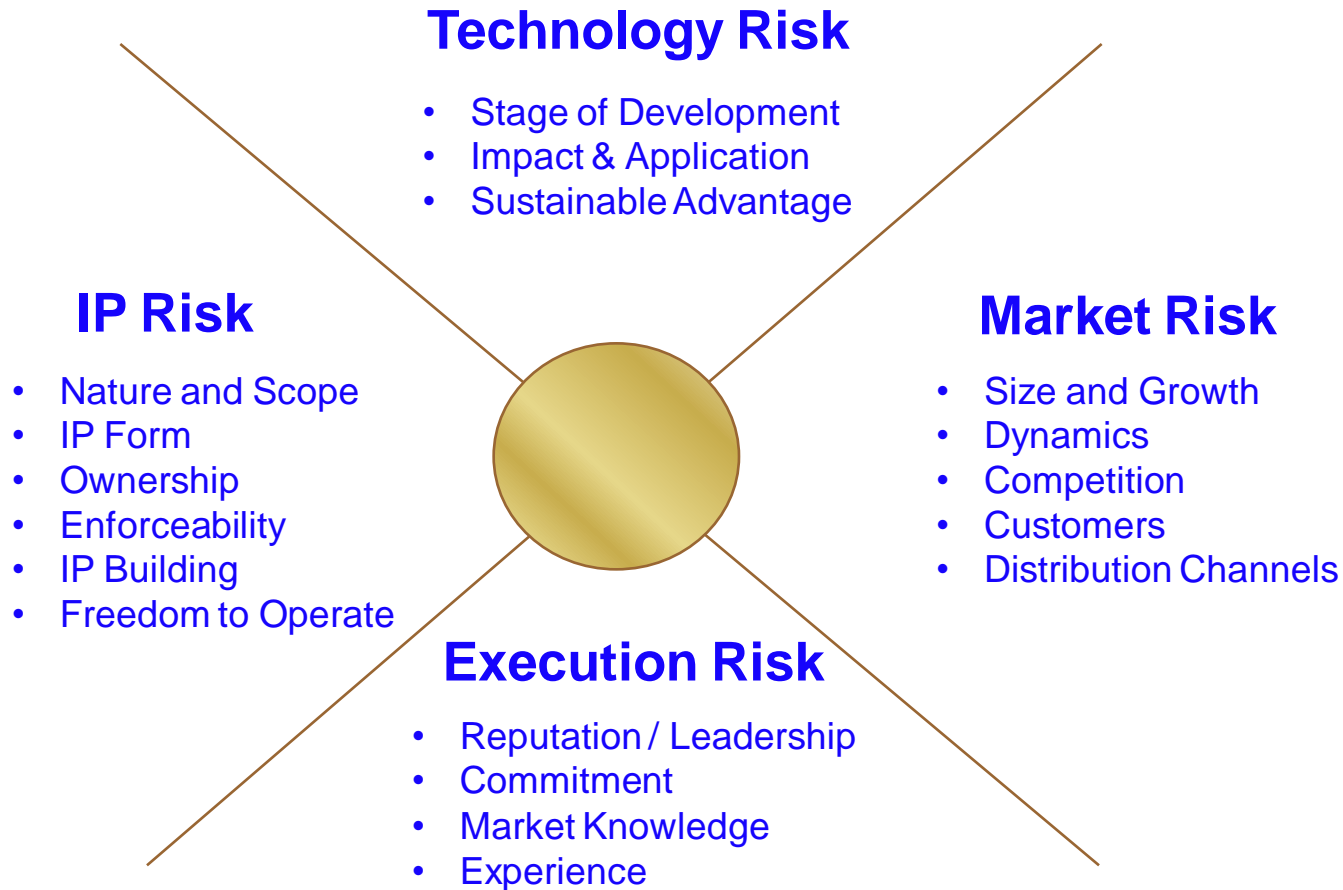 Technology Risk
• Stage of Development
• Impact & Application
• Sustainable Advantage
IP Risk
• Nature and Scope
• IP Form
• Ownership
• Enforceability
• IP Building
• Freedom to Operate
Market Risk
• Size and Growth
• Dynamics
• Competition
• Customers
• Distribution Channels
Execution Risk
• Reputation / Leadership
• Commitment
• Market Knowledge
• Experience